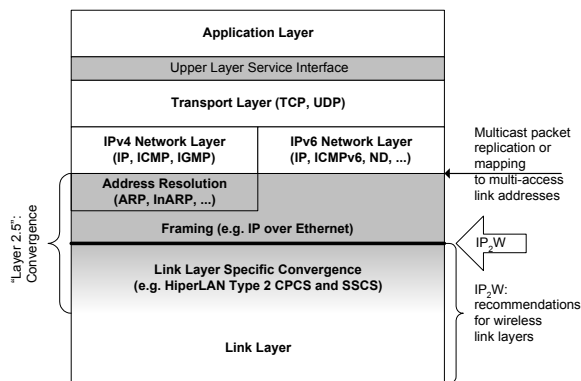 Application Layer
Upper Layer Service Interface
Transport Layer (TCP, UDP)
IPv4 Network Layer
(IP, ICMP, IGMP)
IPv6 Network Layer
(IP, ICMPv6, ND, ...)
Multicast packet
replication or
mapping
to multi-access
link addresses
"Layer 2.5":
Convergence
Address Resolution
(ARP, InARP, ...)
Framing (e.g. IP over Ethernet)
IP2W
Link Layer Specific Convergence
(e.g. HiperLAN Type 2 CPCS and SSCS)
IP2W:
recommendations
for wireless
link layers
Link Layer